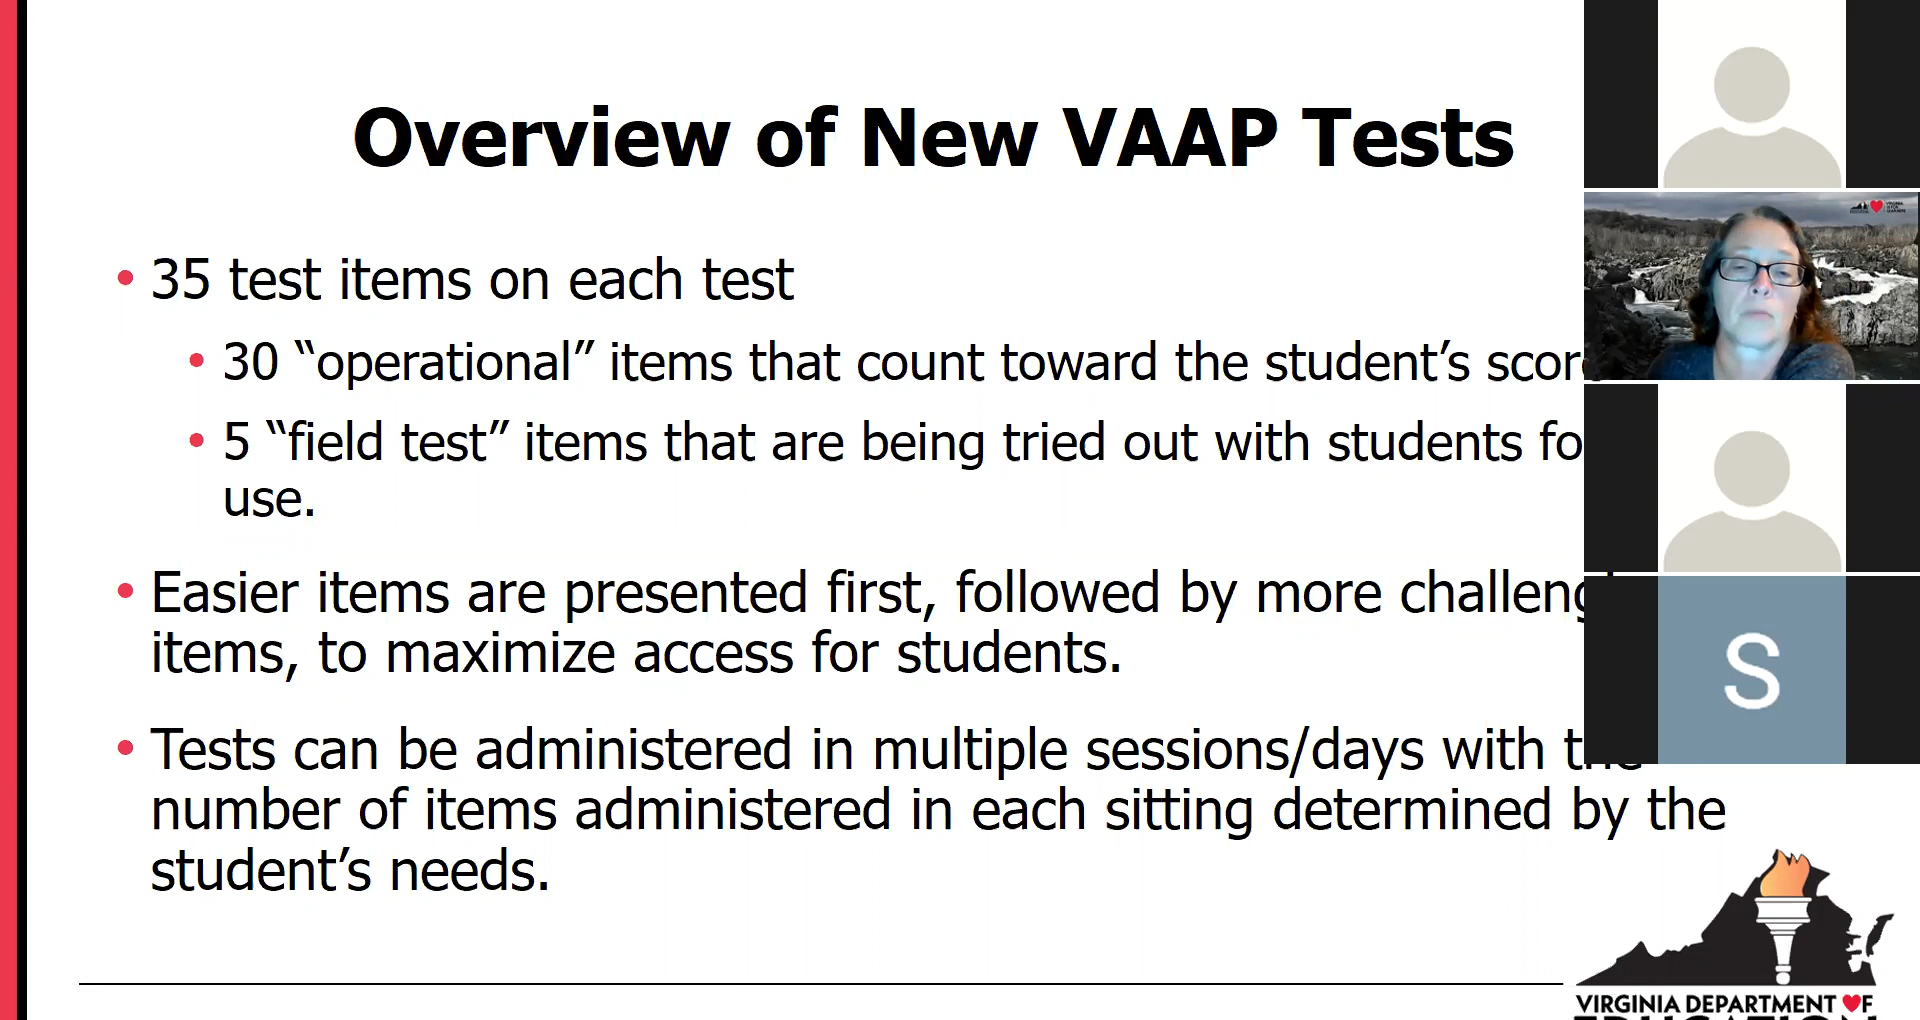 Overview of New VAAP Tests
• 35 test items on each test
• 30 “operational” items that count toward the student’s score
• 5 “field test” items that are being tried out with students fo
use.
• Easier items are presented first, followed by more challeng
items, to maximize access for students.
• Tests can be administered in multiple sessions/days with the
number of items administered in each sitting determined by the
student’s needs.
S
VIRGINIA DEPARTMENT OF
EDUCATION